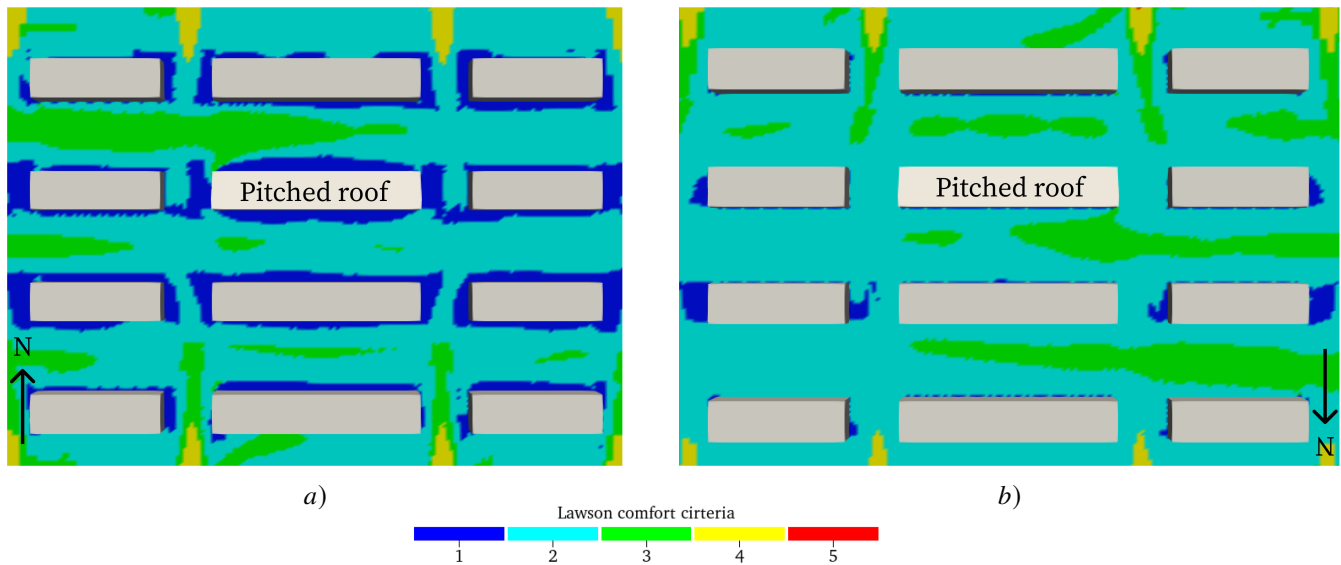 Pitched roof
Pitched roof
N
N
a)
b)
Lawson comfort cirteria
1 2 3 4 5